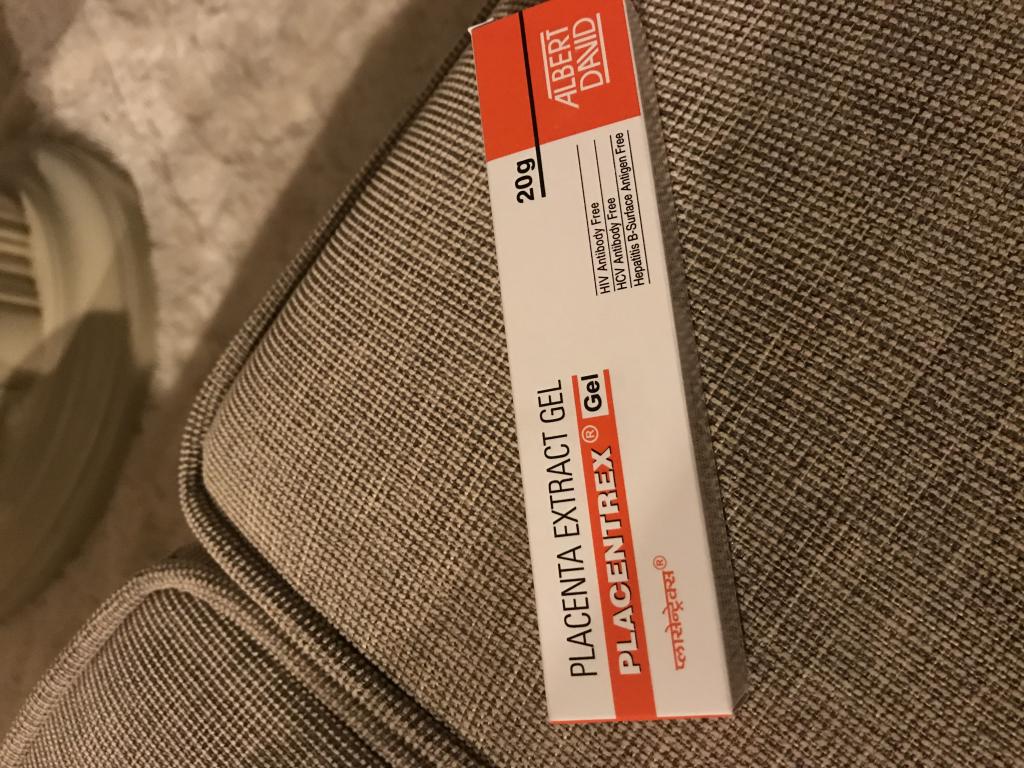 PLACENTA EXTRACT GEL
PLACENTREX® Gel
प्लासेन्ट्रेक्स®
20g
HIV Antibody Free
HCV Antibody Free
Hepatitis B-Surface Antigen Free
ALBERT
DAVID